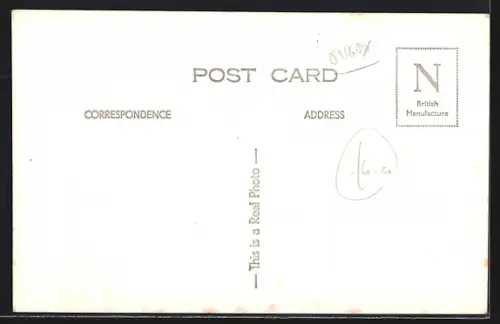 POST CARD
N
British
Manufacture
CORRESPONDENCE
ADDRESS
— This is a Real Photo —